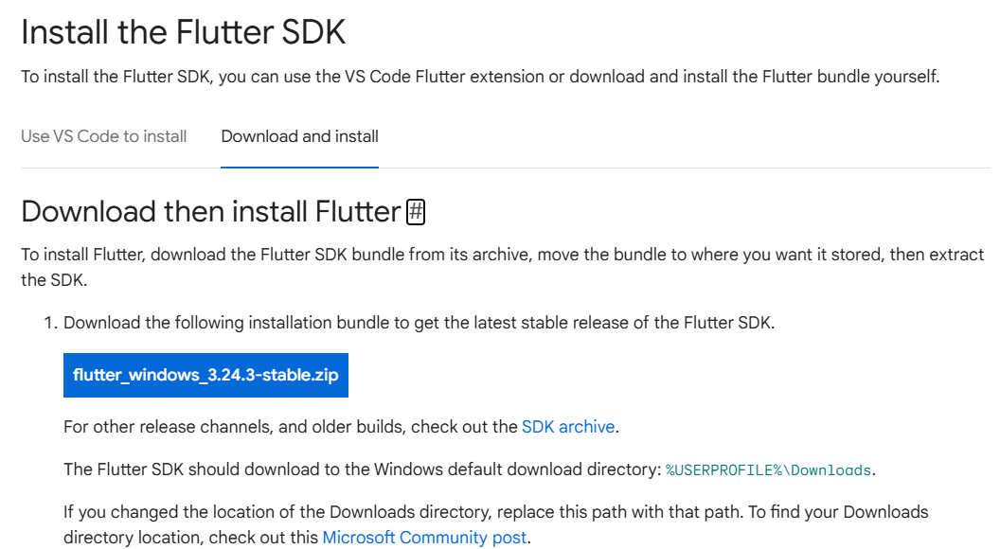 Install the Flutter SDK
To install the Flutter SDK, you can use the VS Code Flutter extension or download and install the Flutter bundle yourself.
Use VS Code to install
Download and install
Download then install Flutter #
To install Flutter, download the Flutter SDK bundle from its archive, move the bundle to where you want it stored, then extract
the SDK.
1. Download the following installation bundle to get the latest stable release of the Flutter SDK.
flutter_windows_3.24.3-stable.zip
For other release channels, and older builds, check out the SDK archive.
The Flutter SDK should download to the Windows default download directory: %USERPROFILE%\Downloads.
If you changed the location of the Downloads directory, replace this path with that path. To find your Downloads
directory location, check out this Microsoft Community post.